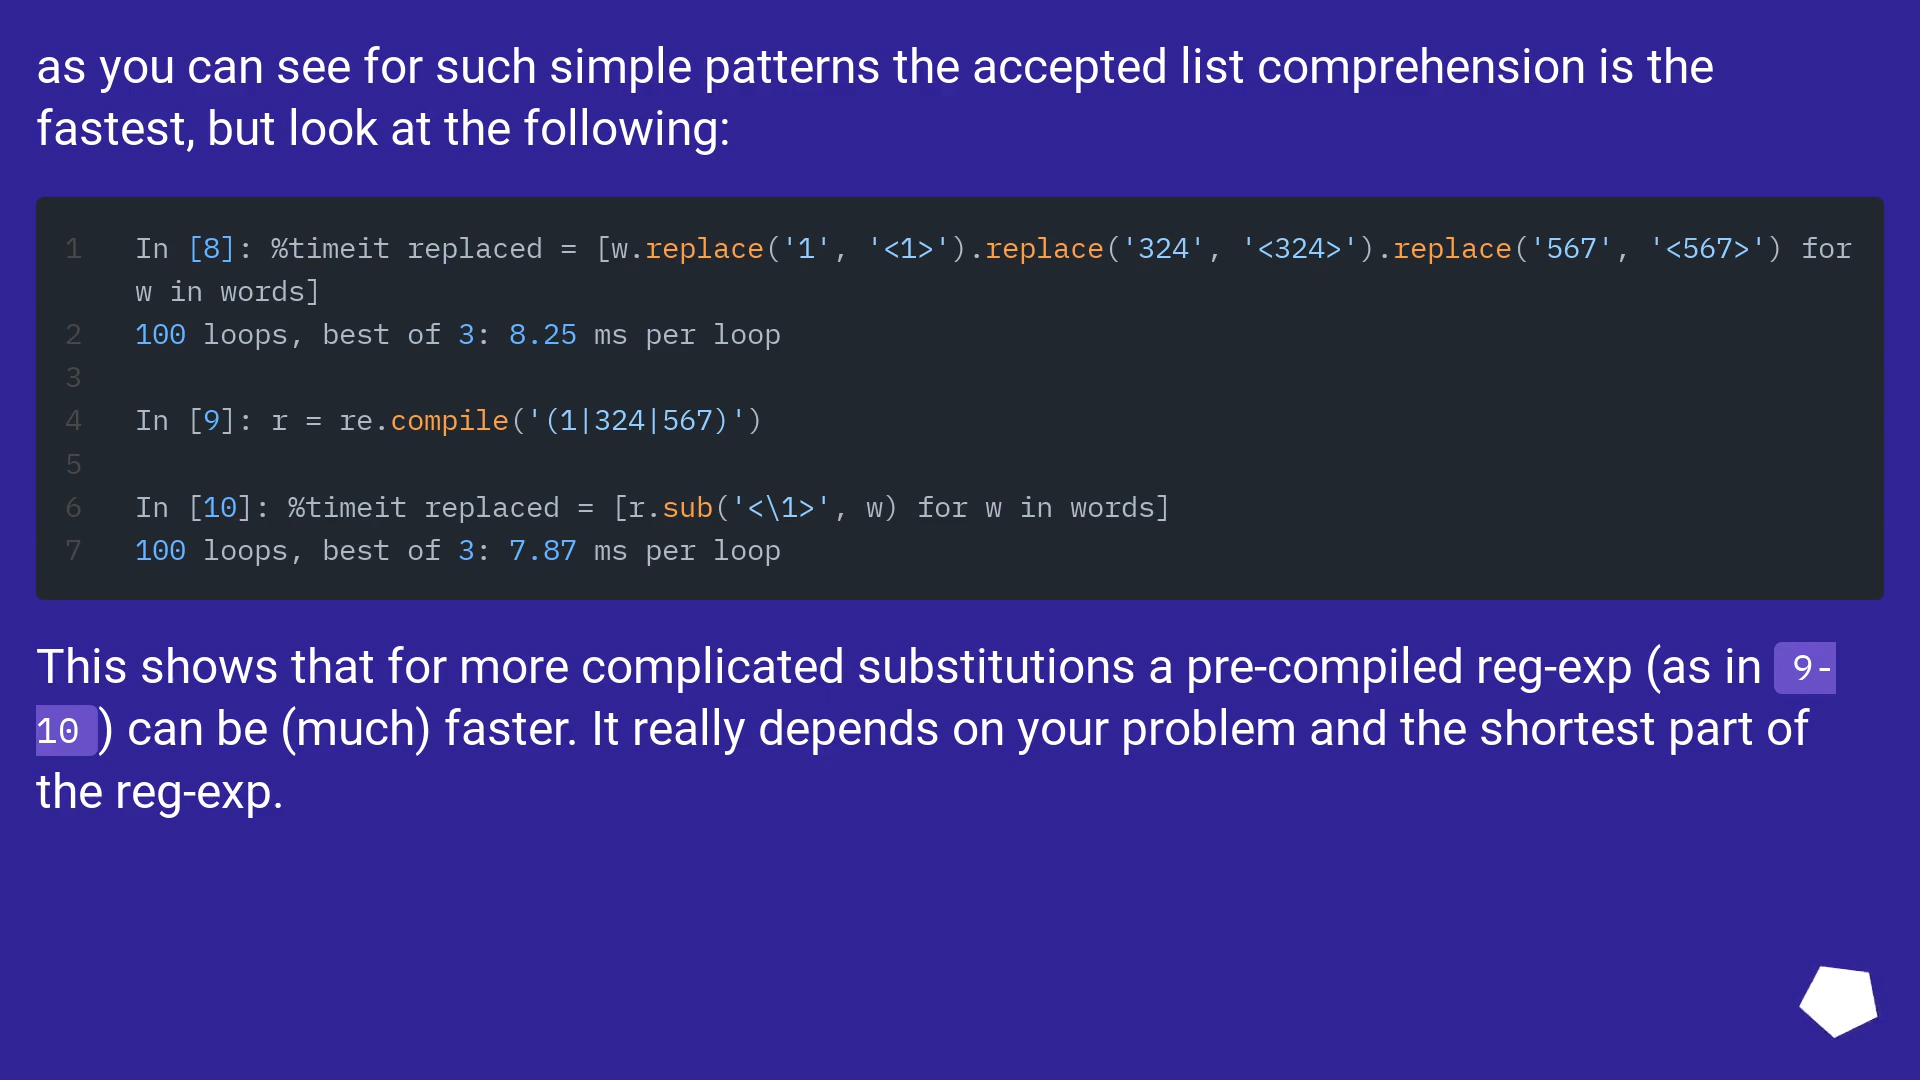 as you can see for such simple patterns the accepted list comprehension is the
fastest, but look at the following:
1 In [8]: %timeit replaced = [w.replace('1', '<1>').replace('324', '<324>').replace('567', '<567>') for
w in words]
2 100 loops, best of 3: 8.25 ms per loop
3
4 In [9]: r = re.compile('(1|324|567)')
5
6 In [10]: %timeit replaced = [r.sub('<\1>', w) for w in words]
7 100 loops, best of 3: 7.87 ms per loop
This shows that for more complicated substitutions a pre-compiled reg-exp (as in 9-
10 ) can be (much) faster. It really depends on your problem and the shortest part of
the reg-exp.